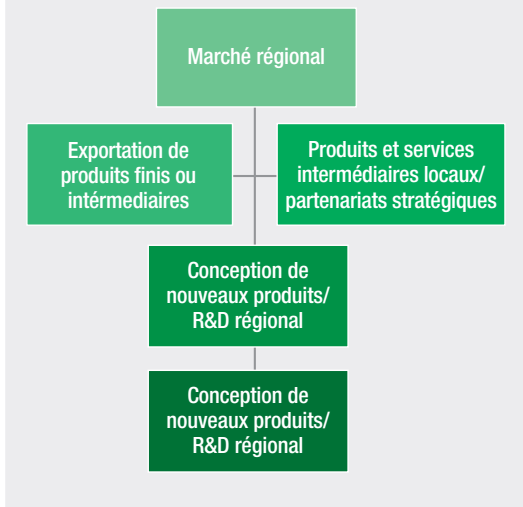 Marché régional
Exportation de
produits finis ou
intérmediaires
Produits et services
intermédiaires locaux/
partenariats stratégiques
Conception de
nouveaux produits/
R&D régional
Conception de
nouveaux produits/
R&D régional